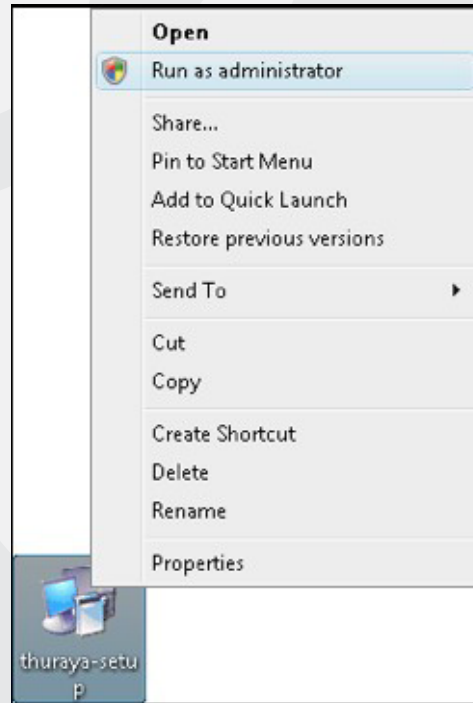 Open
Run as administrator
Share...
Pin to Start Menu
Add to Quick Launch
Restore previous versions
Send To
Cut
Copy
Create Shortcut
Delete
Rename
Properties
thuraya-setu
p